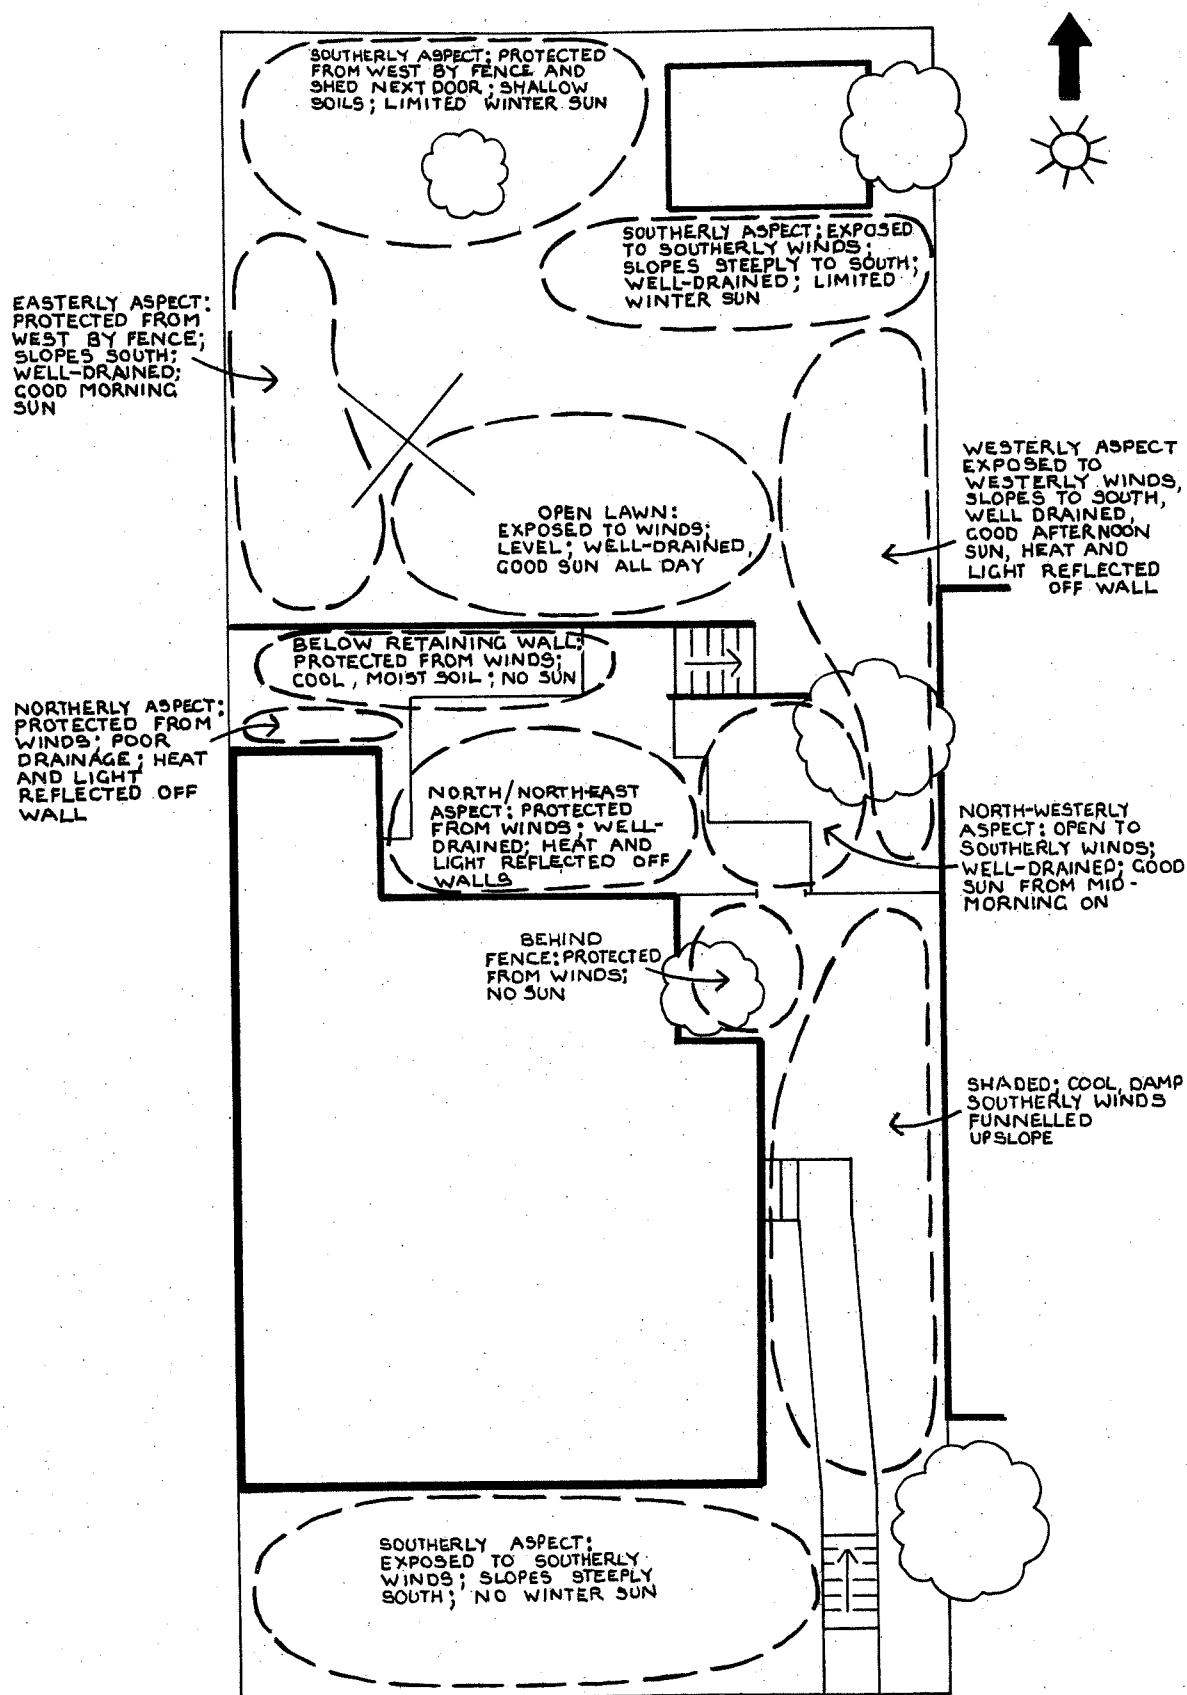 SOUTHERLY ASPECT: PROTECTED
FROM WEST BY FENCE AND
SHED NEXT DOOR; SHALLOW
SOILS; LIMITED WINTER SUN
SOUTHERLY ASPECT; EXPOSED
TO SOUTHERLY WINDS;
SLOPES STEEPLY TO SOUTH;
WELL-DRAINED; LIMITED
WINTER SUN
EASTERLY ASPECT:
PROTECTED FROM
WEST BY FENCE;
SLOPES SOUTH;
WELL-DRAINED;
GOOD MORNING
SUN
WESTERLY ASPECT
EXPOSED TO
WESTERLY WINDS,
SLOPES TO SOUTH,
WELL DRAINED,
GOOD AFTERNOON
SUN, HEAT AND
LIGHT REFLECTED
OFF WALL
OPEN LAWN:
EXPOSED TO WINDS;
LEVEL; WELL-DRAINED,
GOOD SUN ALL DAY
BELOW RETAINING WALL:
PROTECTED FROM WINDS;
COOL, MOIST SOIL; NO SUN
NORTHERLY ASPECT:
PROTECTED FROM
WINDS; POOR
DRAINAGE; HEAT
AND LIGHT
REFLECTED OFF
WALL
NORTH/NORTH-EAST
ASPECT: PROTECTED
FROM WINDS; WELL-
DRAINED; HEAT AND
LIGHT REFLECTED OFF
WALLS
NORTH-WESTERLY
ASPECT: OPEN TO
SOUTHERLY WINDS;
WELL-DRAINED; GOOD
SUN FROM MID-
MORNING ON
BEHIND
FENCE: PROTECTED
FROM WINDS;
NO SUN
SHADED; COOL, DAMP
SOUTHERLY WINDS
FUNNELLED
UPSLOPE
SOUTHERLY ASPECT:
EXPOSED TO SOUTHERLY
WINDS; SLOPES STEEPLY
SOUTH; NO WINTER SUN